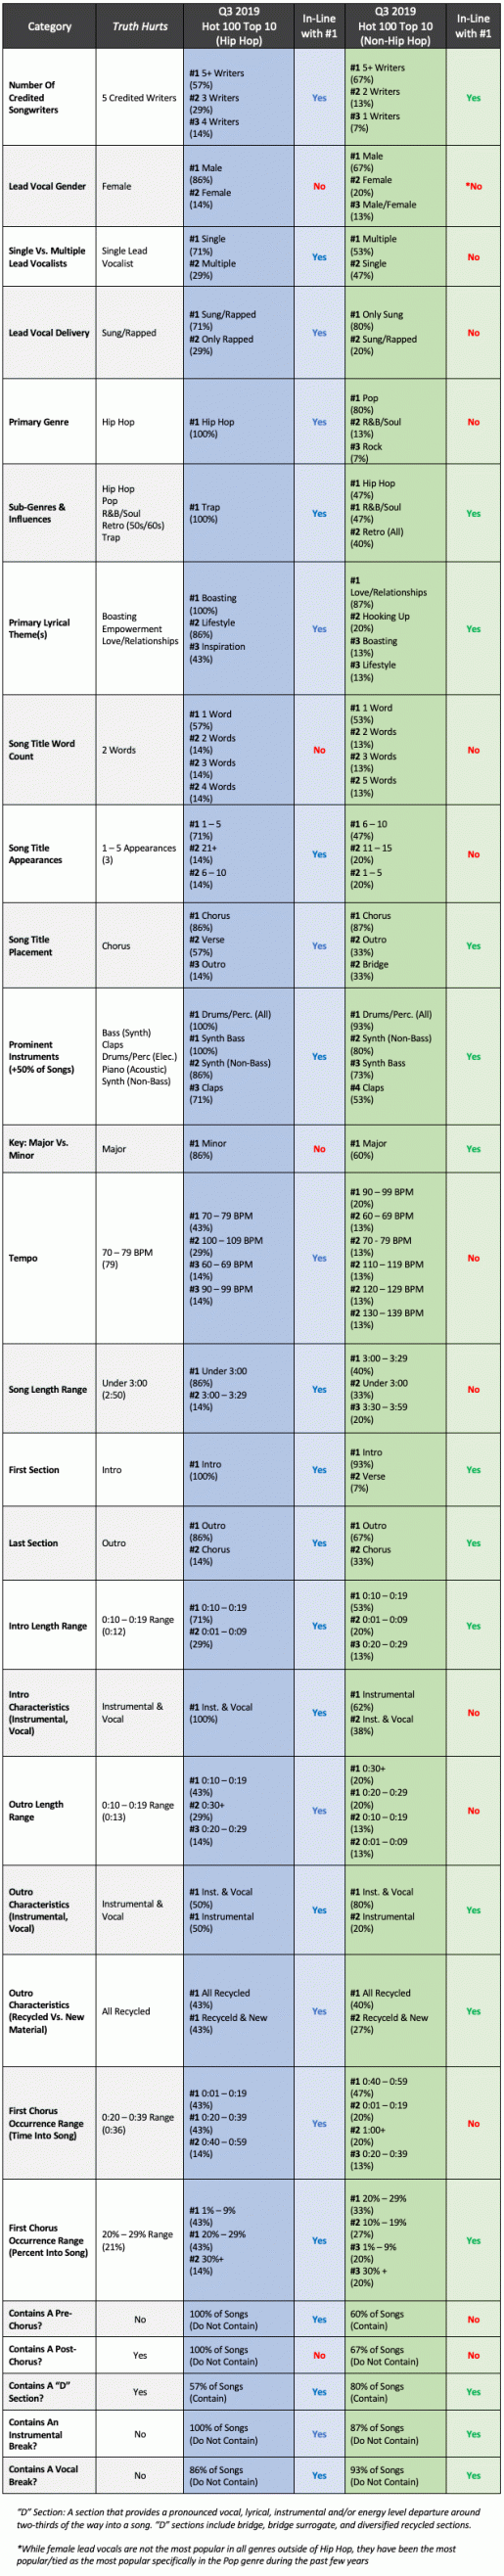 Category
Truth Hurts
Q3 2019
Hot 100 Top 10
(Hip Hop)
In-Line
with #1
Q3 2019
Hot 100 Top 10
(Non-Hip Hop)
In-Line
with #1
Number Of
Credited
Songwriters
5 Credited Writers
#1 5+ Writers
(57%)
#2 3 Writers
(29%)
#3 4 Writers
(14%)
Yes
#1 5+ Writers
(67%)
#2 2 Writers
(13%)
#3 1 Writers
(7%)
Yes
Lead Vocal Gender
Female
#1 Male
(86%)
#2 Female
(14%)
No
#1 Male
(67%)
#2 Female
(20%)
#3 Male/Female
(13%)
*No
Single Vs. Multiple
Lead Vocalists
Single Lead
Vocalist
#1 Single
(71%)
#2 Multiple
(29%)
Yes
#1 Multiple
(53%)
#2 Single
(47%)
No
Lead Vocal Delivery
Sung/Rapped
#1 Sung/Rapped
(71%)
#2 Only Rapped
(29%)
Yes
#1 Only Sung
(80%)
#2 Sung/Rapped
(20%)
No
Primary Genre
Hip Hop
#1 Hip Hop
(100%)
Yes
#1 Pop
(80%)
#2 R&B/Soul
(13%)
#3 Rock
(7%)
No
Sub-Genres &
Influences
Hip Hop
Pop
R&B/Soul
Retro (50s/60s)
Trap
#1 Trap
(100%)
Yes
#1 Hip Hop
(47%)
#1 R&B/Soul
(47%)
#2 Retro (All)
(40%)
Yes
Primary Lyrical
Theme(s)
Boasting
Empowerment
Love/Relationships
#1 Boasting
(100%)
#2 Lifestyle
(86%)
#3 Inspiration
(43%)
Yes
#1
Love/Relationships
(87%)
#2 Hooking Up
(20%)
#3 Boasting
(13%)
#3 Lifestyle
(13%)
Yes
Song Title Word
Count
2 Words
#1 1 Word
(57%)
#2 2 Words
(14%)
#2 3 Words
(14%)
#2 4 Words
(14%)
No
#1 1 Word
(53%)
#2 2 Words
(13%)
#2 3 Words
(13%)
#2 5 Words
(13%)
No
Song Title
Appearances
1 – 5 Appearances
(3)
#1 1 – 5
(71%)
#2 21+
(14%)
#2 6 – 10
(14%)
Yes
#1 6 – 10
(47%)
#2 11 – 15
(20%)
#2 1 – 5
(20%)
No
Song Title
Placement
Chorus
#1 Chorus
(86%)
#2 Verse
(57%)
#3 Outro
(14%)
Yes
#1 Chorus
(87%)
#2 Outro
(33%)
#2 Bridge
(33%)
Yes
Prominent
Instruments
(+50% of Songs)
Bass (Synth)
Claps
Drums/Perc (Elec.)
Piano (Acoustic)
Synth (Non-Bass)
#1 Drums/Perc. (All)
(100%)
#1 Synth Bass
(100%)
#2 Synth (Non-Bass)
(86%)
#3 Claps
(71%)
Yes
#1 Drums/Perc. (All)
(93%)
#2 Synth (Non-Bass)
(80%)
#3 Synth Bass
(73%)
#4 Claps
(53%)
Yes
Key: Major Vs.
Minor
Major
#1 Minor
(86%)
No
#1 Major
(60%)
Yes
Tempo
70 – 79 BPM
(79)
#1 70 – 79 BPM
(43%)
#2 100 – 109 BPM
(29%)
#3 60 – 69 BPM
(14%)
#3 90 – 99 BPM
(14%)
Yes
#1 90 – 99 BPM
(20%)
#2 60 – 69 BPM
(13%)
#2 70 - 79 BPM
(13%)
#2 110 – 119 BPM
(13%)
#2 120 – 129 BPM
(13%)
#2 130 – 139 BPM
(13%)
No
Song Length Range
Under 3:00
(2:50)
#1 Under 3:00
(86%)
#2 3:00 – 3:29
(14%)
Yes
#1 3:00 – 3:29
(40%)
#2 Under 3:00
(33%)
#3 3:30 – 3:59
(20%)
No
First Section
Intro
#1 Intro
(100%)
Yes
#1 Intro
(93%)
#2 Verse
(7%)
Yes
Last Section
Outro
#1 Outro
(86%)
#2 Chorus
(14%)
Yes
#1 Outro
(67%)
#2 Chorus
(33%)
Yes
Intro Length Range
0:10 – 0:19 Range
(0:12)
#1 0:10 – 0:19
(71%)
#2 0:01 – 0:09
(29%)
Yes
#1 0:10 – 0:19
(53%)
#2 0:01 – 0:09
(20%)
#3 0:20 – 0:29
(13%)
Yes
Intro
Characteristics
(Instrumental,
Vocal)
Instrumental &
Vocal
#1 Inst. & Vocal
(100%)
Yes
#1 Instrumental
(62%)
#2 Inst. & Vocal
(38%)
No
Outro Length
Range
0:10 – 0:19 Range
(0:13)
#1 0:10 – 0:19
(43%)
#2 0:30+
(29%)
#3 0:20 – 0:29
(14%)
Yes
#1 0:30+
(20%)
#1 0:20 – 0:29
(20%)
#2 0:10 – 0:19
(13%)
#2 0:01 – 0:09
(13%)
No
Outro
Characteristics
(Instrumental,
Vocal)
Instrumental &
Vocal
#1 Inst. & Vocal
(50%)
#1 Instrumental
(50%)
Yes
#1 Inst. & Vocal
(80%)
#2 Instrumental
(20%)
Yes
Outro
Characteristics
(Recycled Vs. New
Material)
All Recycled
#1 All Recycled
(43%)
#1 Recyceld & New
(43%)
Yes
#1 All Recycled
(40%)
#2 Recyceld & New
(27%)
Yes
First Chorus
Occurrence Range
(Time Into Song)
0:20 – 0:39 Range
(0:36)
#1 0:01 – 0:19
(43%)
#1 0:20 – 0:39
(43%)
#2 0:40 – 0:59
(14%)
Yes
#1 0:40 – 0:59
(47%)
#2 0:01 – 0:19
(20%)
#2 1:00+
(20%)
#3 0:20 – 0:39
(13%)
No
First Chorus
Occurrence Range
(Percent Into Song)
20% – 29% Range
(21%)
#1 1% – 9%
(43%)
#1 20% – 29%
(43%)
#2 30%+
(14%)
Yes
#1 20% – 29%
(33%)
#2 10% – 19%
(27%)
#3 1% – 9%
(20%)
#3 30% +
(20%)
Yes
Contains A Pre-
Chorus?
No
100% of Songs
(Do Not Contain)
Yes
60% of Songs
(Contain)
No
Contains A Post-
Chorus?
Yes
100% of Songs
(Do Not Contain)
No
67% of Songs
(Do Not Contain)
No
Contains A “D”
Section?
Yes
57% of Songs
(Contain)
Yes
80% of Songs
(Contain)
Yes
Contains An
Instrumental
Break?
No
100% of Songs
(Do Not Contain)
Yes
87% of Songs
(Do Not Contain)
Yes
Contains A Vocal
Break?
No
86% of Songs
(Do Not Contain)
Yes
93% of Songs
(Do Not Contain)
Yes
“D” Section: A section that provides a pronounced vocal, lyrical, instrumental and/or energy level departure around
two-thirds of the way into a song. “D” sections include bridge, bridge surrogate, and diversified recycled sections.
*While female lead vocals are not the most popular in all genres outside of Hip Hop, they have been the most
popular/tied as the most popular specifically in the Pop genre during the past few years